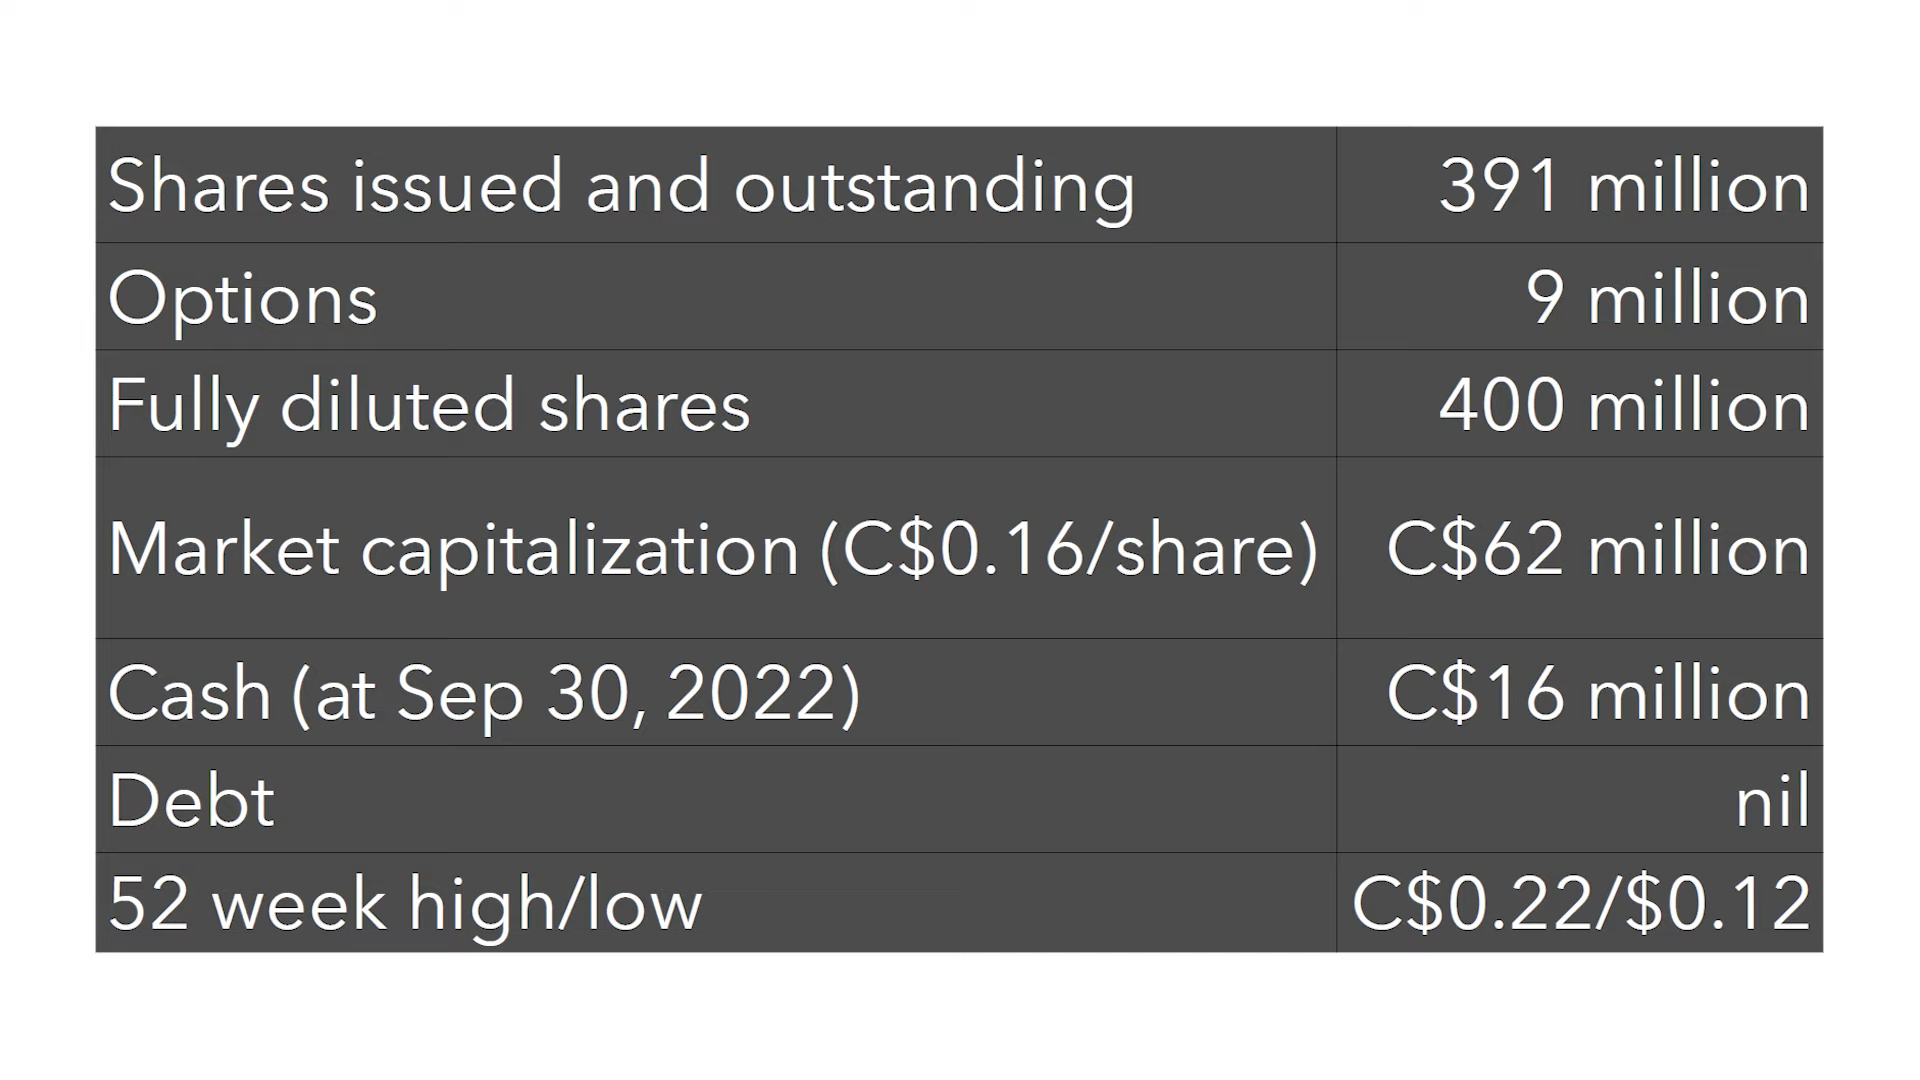 Shares issued and outstanding 391 million
Options 9 million
Fully diluted shares 400 million
Market capitalization (C$0.16/share) C$62 million
Cash (at Sep 30, 2022) C$16 million
Debt nil
52 week high/low C$0.22/$0.12